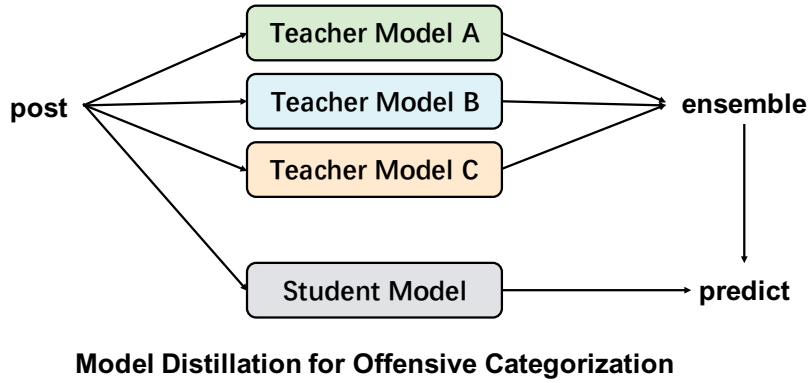 Teacher Model A
post
Teacher Model B
ensemble
Teacher Model C
Student Model
predict
Model Distillation for Offensive Categorization